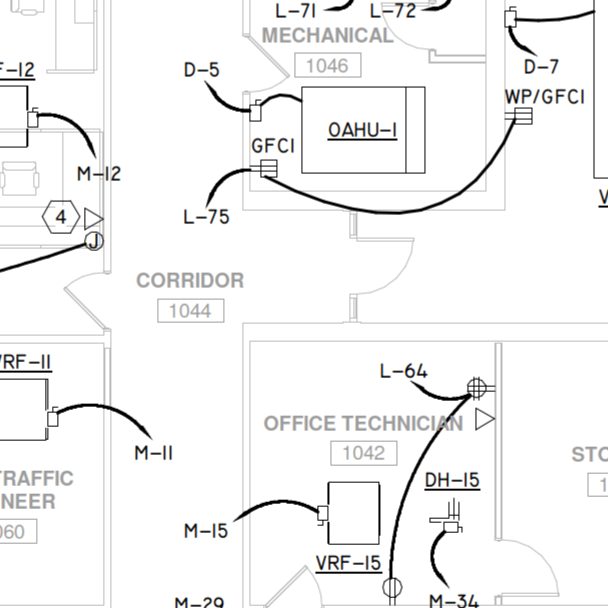 L-71 L-72
MECHANICAL
1046
D-5
D-7
F-12
WP/GFCI
OAHU-1
GFCI
M-12
L-75
4
J
CORRIDOR
1044
VRF-11
L-64
OFFICE TECHNICIAN
1042
M-11
DH-15
TRAFFIC
NEER
060
STO
1
M-15
VRF-15
M-29
M-34
V